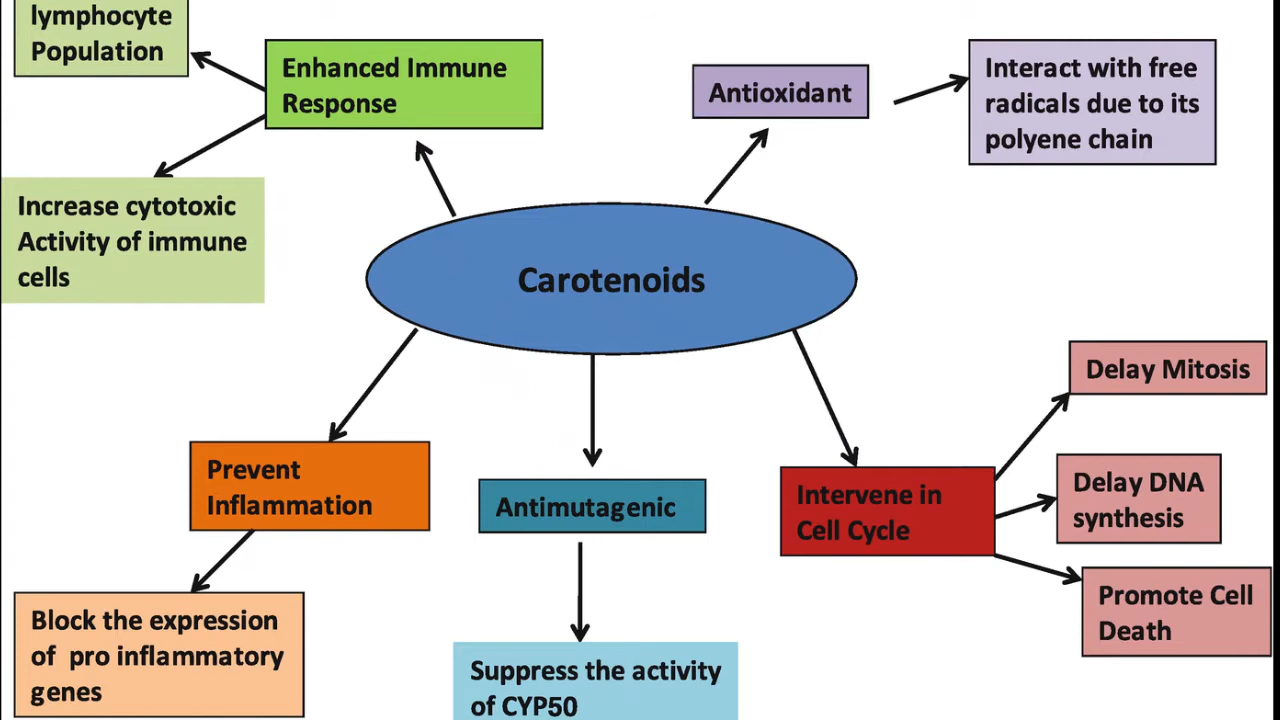 lymphocyte
Population
Enhanced Immune
Response
Antioxidant
Interact with free
radicals due to its
polyene chain
Increase cytotoxic
Activity of immune
cells
Carotenoids
Delay Mitosis
Prevent
Inflammation
Antimutagenic
Intervene in
Cell Cycle
Delay DNA
synthesis
Promote Cell
Death
Block the expression
of pro inflammatory
genes
Suppress the activity
of CYP50